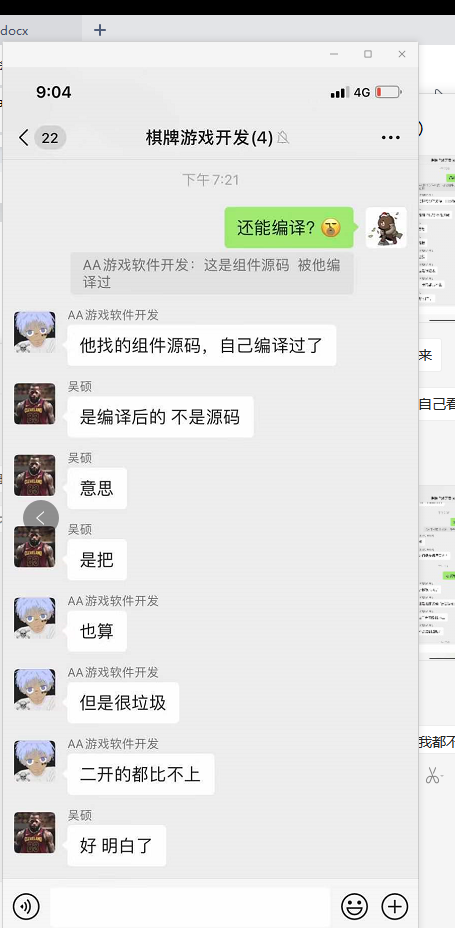 docx
9:04
4G
22
棋牌游戏开发(4)
下午 7:21
还能编译？
AA游戏软件开发：这是组件源码 被他编
译过
AA游戏软件开发
他找的组件源码，自己编译过了
吴硕
是编译后的 不是源码
吴硕
意思
吴硕
是把
AA游戏软件开发
也算
AA游戏软件开发
但是很垃圾
AA游戏软件开发
二开的都比不上
吴硕
好 明白了
来
自己看
我都不